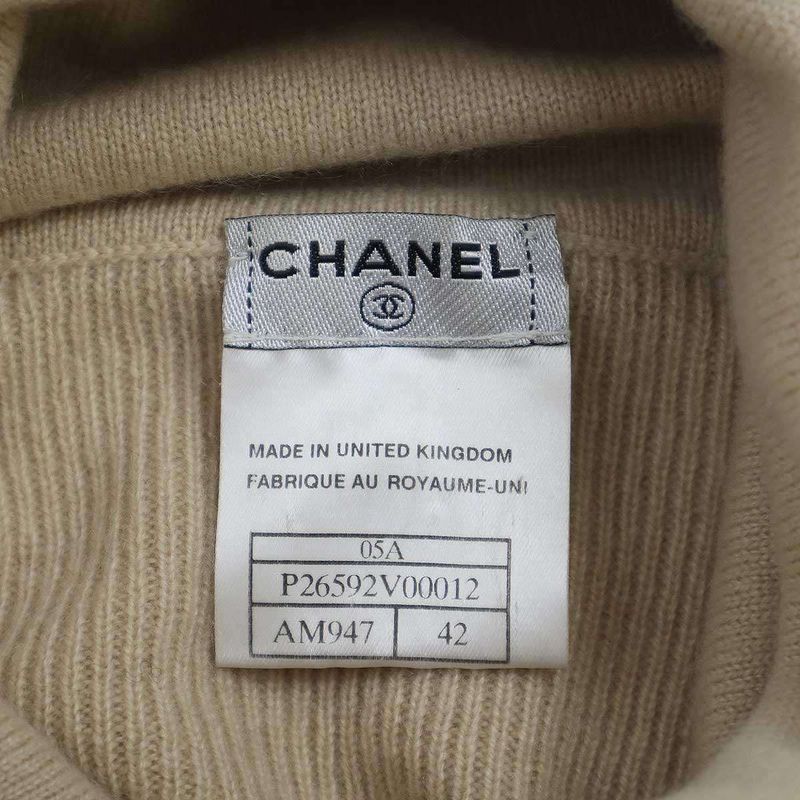 CHANEL
MADE IN UNITED KINGDOM
FABRIQUE AU ROYAUME-UNI
05A
P26592V00012
AM947 42